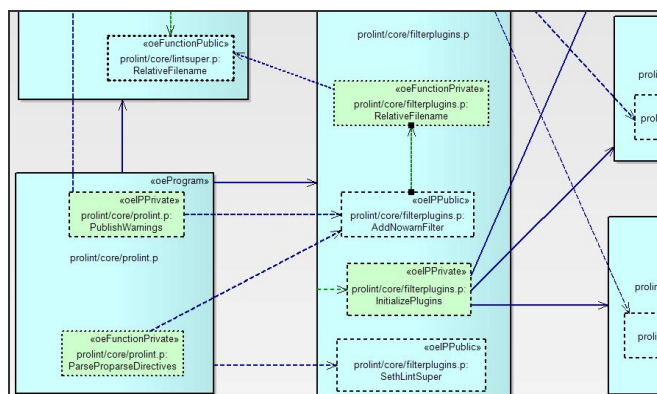 «oeFunctionPublic»
prolint/core/lintsuper.p:
RelativeFilename
prolint/core/filterplugins.p
«oeFunctionPrivate»
prolint/core/filterplugins.p:
RelativeFilename
«oeProgram»
«oeIPPrivate»
prolint/core/prolint.p:
PublishWarnings
prolint/core/prolint.p
«oeFunctionPrivate»
prolint/core/prolint.p:
ParseProparseDirectives
«oeIPPublic»
prolint/core/filterplugins.p:
AddNowarnFilter
«oeIPPrivate»
prolint/core/filterplugins.p:
InitializePlugins
«oeIPPublic»
prolint/core/filterplugins.p:
SethLintSuper